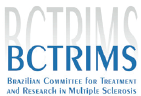 BCTRIMS
BCTRIMS
Brazilian Committee for Treatment
and Research in Multiple Sclerosis